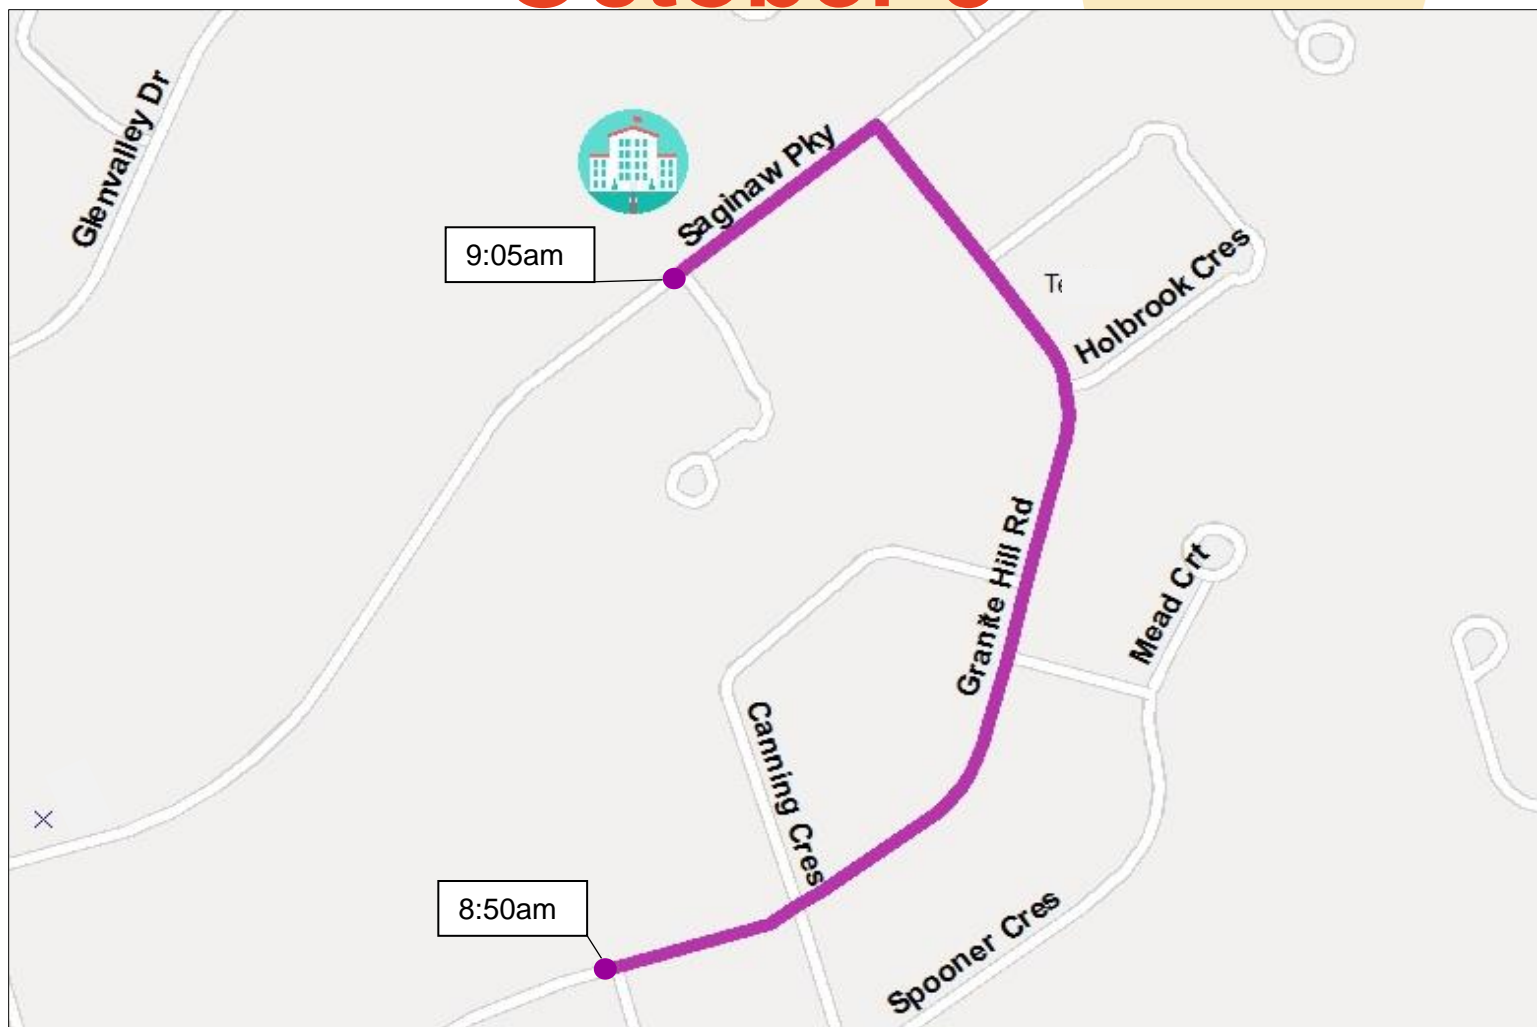 Glenvalley Dr
Saginaw Pky
9:05am
Holbrook Cres
Granite Hill Rd
Mead Crt
Canning Cres
8:50am
Spooner Cres